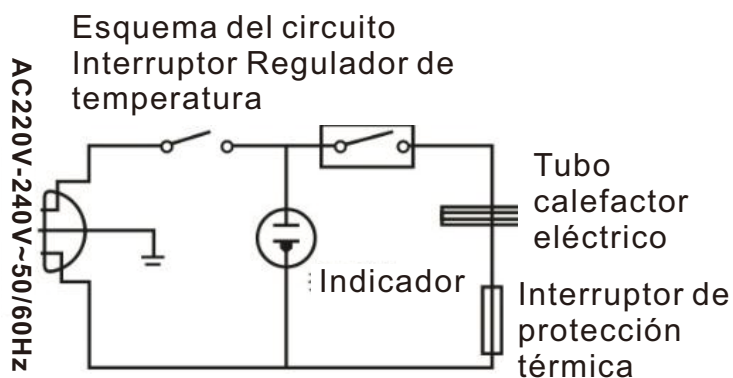 Esquema del circuito
Interruptor Regulador de
temperatura
AC220V-240V~50/60Hz
Tubo
calefactor
eléctrico
Indicador
Interruptor de
protección
térmica